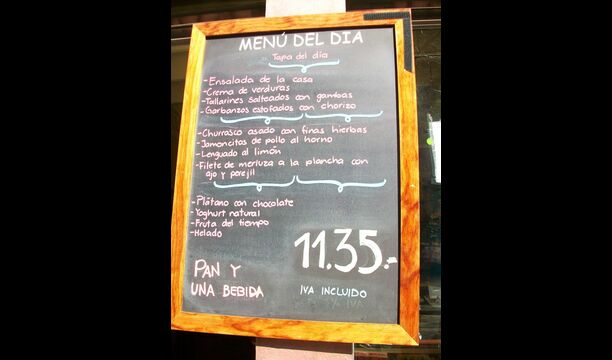 MENÚ DEL DIA
Tapa del día
-Ensalada de la casa
-Crema de verduras
-Tallarines salteados con gambas
-Garbanzos estofados con chorizo
-Churrasco asado con finas hierbas
-Jamoncitos de pollo al horno
-Lenguado al limón
-Filete de merluza a la plancha con
ajo y perejil
-Plátano con chocolate
-Yoghurt natural
-Fruta del tiempo
-Helado
11.35.-
PAN Y
UNA BEBIDA
IVA INCLUIDO